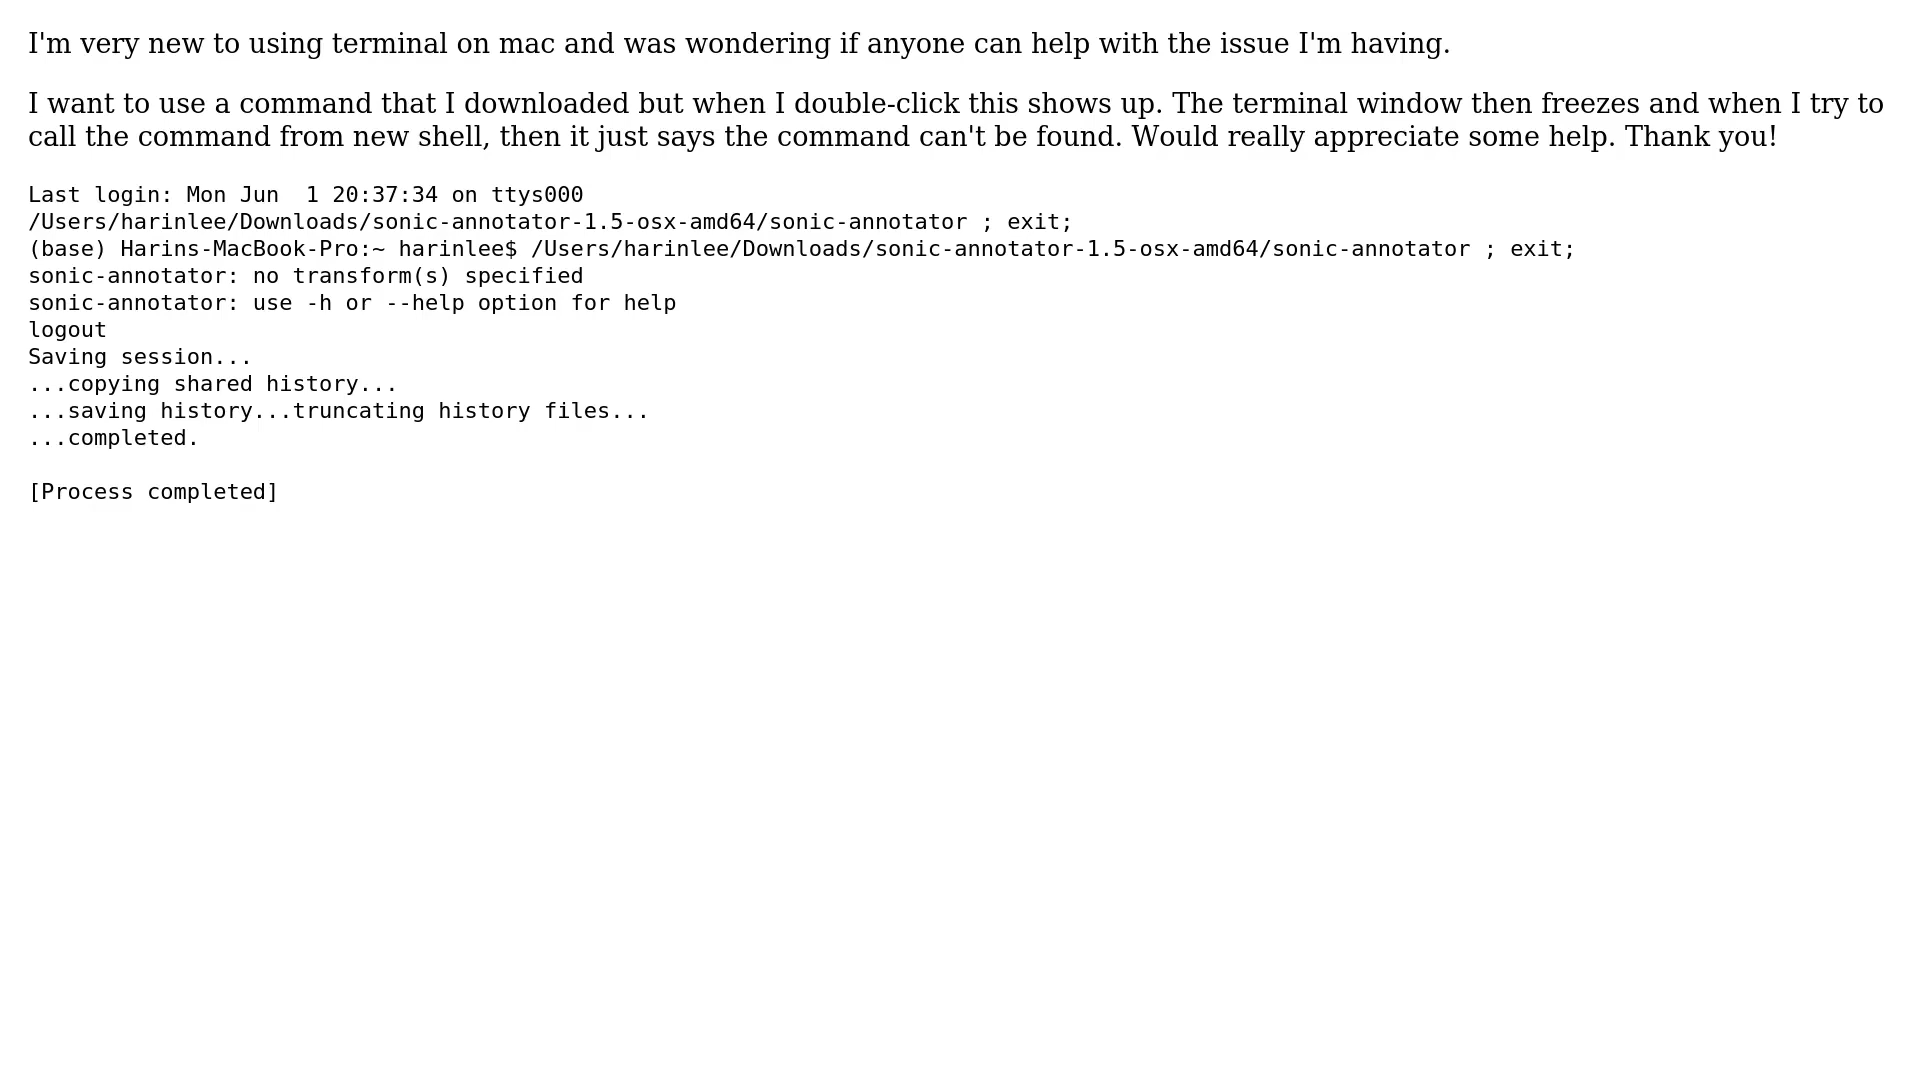 I'm very new to using terminal on mac and was wondering if anyone can help with the issue I'm having.
I want to use a command that I downloaded but when I double-click this shows up. The terminal window then freezes and when I try to
call the command from new shell, then it just says the command can't be found. Would really appreciate some help. Thank you!
Last login: Mon Jun  1 20:37:34 on ttys000
/Users/harinlee/Downloads/sonic-annotator-1.5-osx-amd64/sonic-annotator ; exit;
(base) Harins-MacBook-Pro:~ harinlee$ /Users/harinlee/Downloads/sonic-annotator-1.5-osx-amd64/sonic-annotator ; exit;
sonic-annotator: no transform(s) specified
sonic-annotator: use -h or --help option for help
logout
Saving session...
...copying shared history...
...saving history...truncating history files...
...completed.
[Process completed]